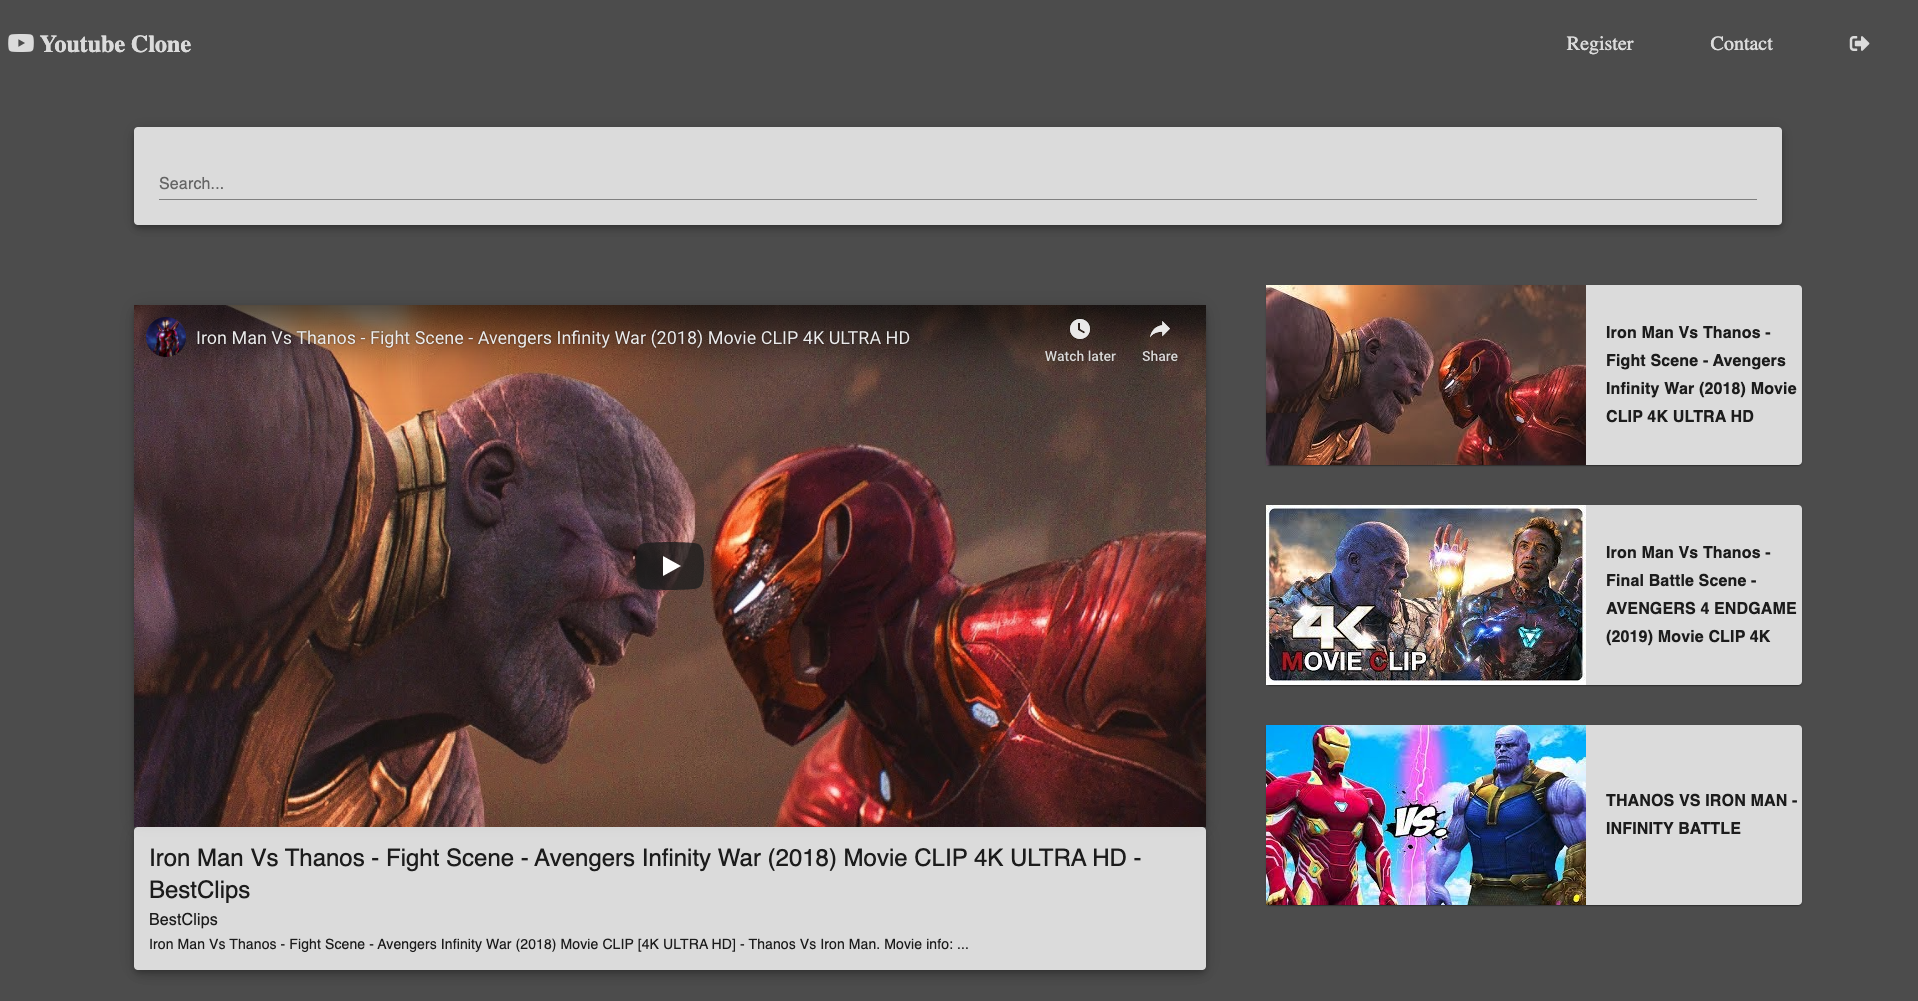 Youtube Clone
Register
Contact
Search...
Iron Man Vs Thanos - Fight Scene - Avengers Infinity War (2018) Movie CLIP 4K ULTRA HD
Watch later
Share
Iron Man Vs Thanos - Fight Scene - Avengers Infinity War (2018) Movie CLIP 4K ULTRA HD -
BestClips
BestClips
Iron Man Vs Thanos - Fight Scene - Avengers Infinity War (2018) Movie CLIP [4K ULTRA HD] - Thanos Vs Iron Man. Movie info: ...
Iron Man Vs Thanos -
Fight Scene - Avengers
Infinity War (2018) Movie
CLIP 4K ULTRA HD
4K
MOVIE CLIP
Iron Man Vs Thanos -
Final Battle Scene -
AVENGERS 4 ENDGAME
(2019) Movie CLIP 4K
VS.
THANOS VS IRON MAN -
INFINITY BATTLE